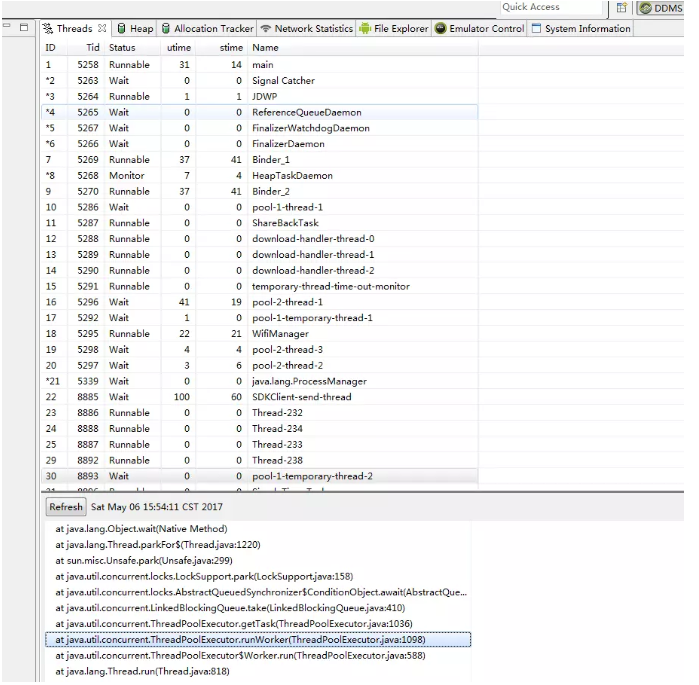 Quick Access
DDMS
Threads Heap Allocation Tracker Network Statistics File Explorer Emulator Control System Information
ID Tid Status utime stime Name
1 5258 Runnable 31 14 main
*2 5263 Wait 0 0 Signal Catcher
*3 5264 Runnable 1 1 JDWP
*4 5265 Wait 0 0 ReferenceQueueDaemon
*5 5267 Wait 0 0 FinalizerWatchdogDaemon
*6 5266 Wait 0 0 FinalizerDaemon
7 5269 Runnable 37 41 Binder_1
*8 5268 Monitor 7 4 HeapTaskDaemon
9 5270 Runnable 37 41 Binder_2
10 5286 Wait 0 0 pool-1-thread-1
11 5287 Runnable 0 0 ShareBackTask
12 5288 Runnable 0 0 download-handler-thread-0
13 5289 Runnable 0 0 download-handler-thread-1
14 5290 Runnable 0 0 download-handler-thread-2
15 5291 Runnable 0 0 temporary-thread-time-out-monitor
16 5296 Wait 41 19 pool-2-thread-1
17 5292 Wait 1 0 pool-1-temporary-thread-1
18 5295 Runnable 22 21 WifiManager
19 5298 Wait 4 4 pool-2-thread-3
20 5297 Wait 3 6 pool-2-thread-2
*21 5339 Wait 0 0 java.lang.ProcessManager
22 8885 Wait 100 60 SDKClient-send-thread
23 8886 Runnable 0 0 Thread-232
24 8888 Runnable 0 0 Thread-234
25 8887 Runnable 0 0 Thread-233
29 8892 Runnable 0 0 Thread-238
30 8893 Wait 0 0 pool-1-temporary-thread-2
Refresh Sat May 06 15:54:11 CST 2017
at java.lang.Object.wait(Native Method)
at java.lang.Thread.parkFor$(Thread.java:1220)
at sun.misc.Unsafe.park(Unsafe.java:299)
at java.util.concurrent.locks.LockSupport.park(LockSupport.java:158)
at java.util.concurrent.locks.AbstractQueuedSynchronizer$ConditionObject.await(AbstractQue...
at java.util.concurrent.LinkedBlockingQueue.take(LinkedBlockingQueue.java:410)
at java.util.concurrent.ThreadPoolExecutor.getTask(ThreadPoolExecutor.java:1036)
at java.util.concurrent.ThreadPoolExecutor.runWorker(ThreadPoolExecutor.java:1098)
at java.util.concurrent.ThreadPoolExecutor$Worker.run(ThreadPoolExecutor.java:588)
at java.lang.Thread.run(Thread.java:818)